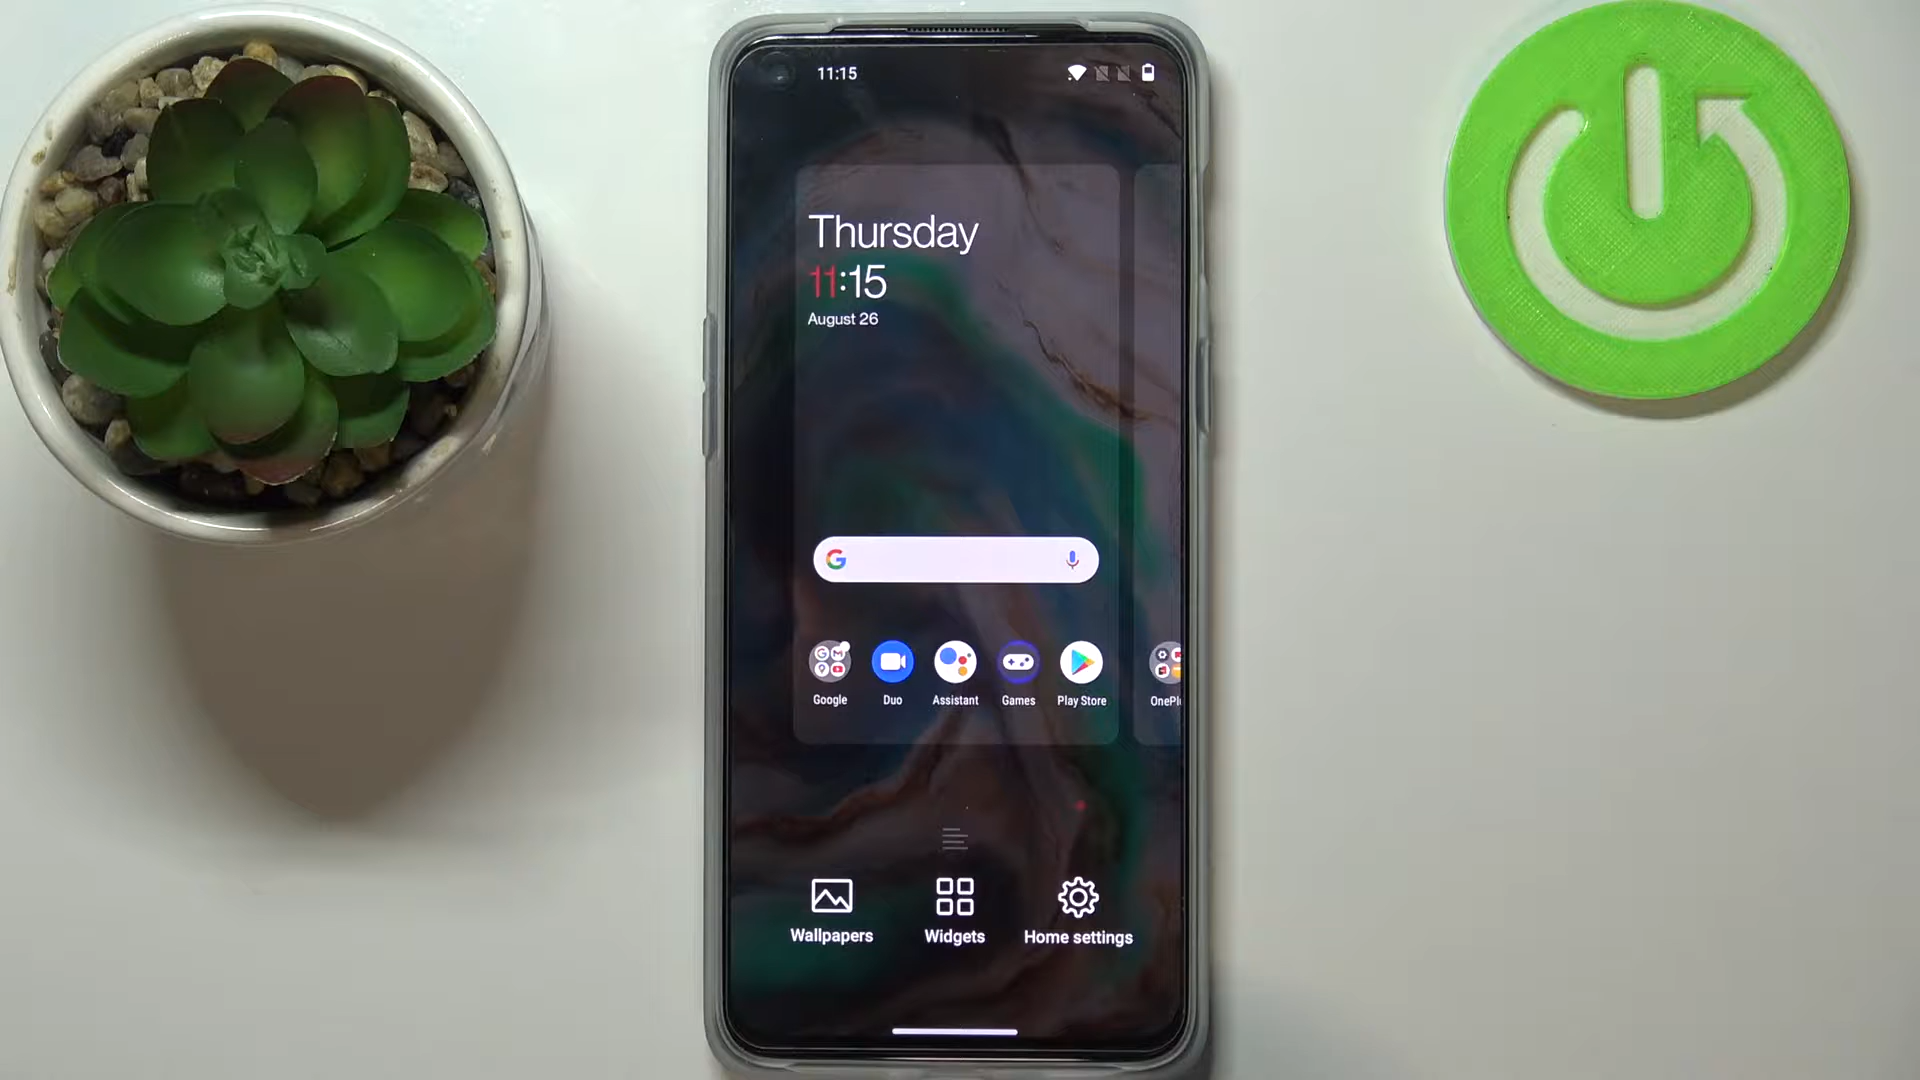 11:15
Thursday
11:15
August 26
Google
Duo
Assistant
Games
Play Store
OnePl
Wallpapers
Widgets
Home settings